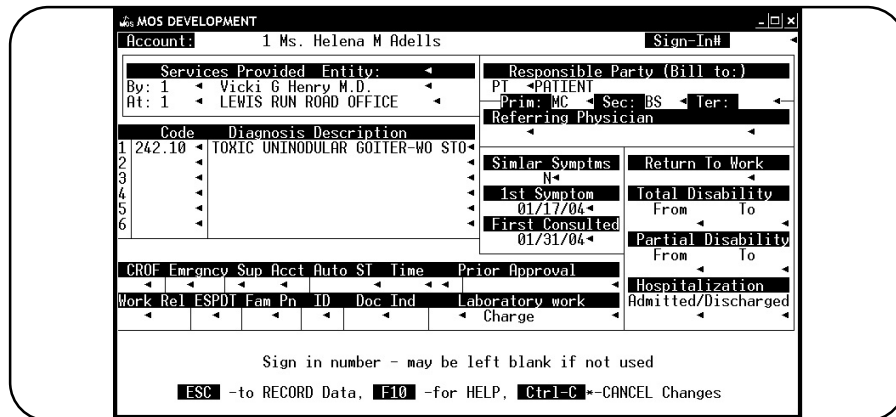 MOS MOS DEVELOPMENT
Account: 1 Ms. Helena M Adells Sign-In#
Services Provided Entity:
By: 1 Vicki G Henry M.D.
At: 1 LEWIS RUN ROAD OFFICE
Responsible Party (Bill to:)
PT PATIENT
Prim: MC Sec: BS Ter:
Referring Physician
Code Diagnosis Description
1 242.10 TOXIC UNINODULAR GOITER-WO STO
2
3
4
5
6
Simlar Symptms
N
1st Symptom
01/17/04
First Consulted
01/31/04
Return To Work
Total Disability
From To
Partial Disability
From To
Hospitalization
Admitted/Discharged
CROF Emrgncy Sup Acct Auto ST Time Prior Approval
Work Rel ESPDT Fam Pn ID Doc Ind Laboratory work
Charge
Sign in number - may be left blank if not used
ESC -to RECORD Data, F10 -for HELP, Ctrl-C *-CANCEL Changes